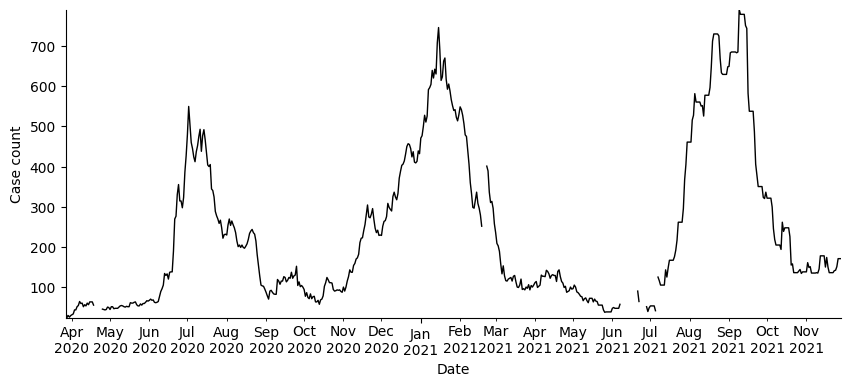 700
600
500
400
300
200
100
Case count
Apr May Jun Jul Aug Sep Oct Nov Dec Jan Feb Mar Apr May Jun Jul Aug Sep Oct Nov
2020 2020 2020 2020 2020 2020 2020 2020 2020 2021 2021 2021 2021 2021 2021 2021 2021 2021 2021 2021
Date